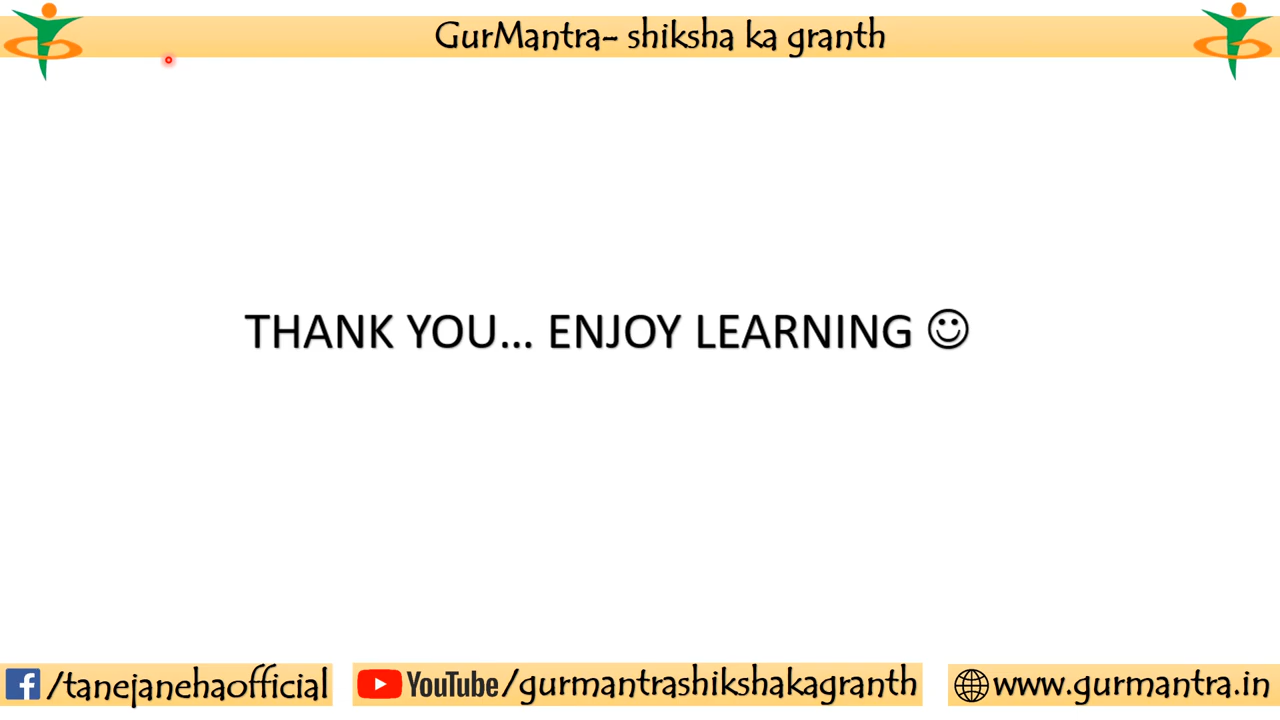 GurMantra- shiksha ka granth
THANK YOU... ENJOY LEARNING ☺
/tanejanehaofficial
YouTube/gurmantrashikshakagranth
www.gurmantra.in